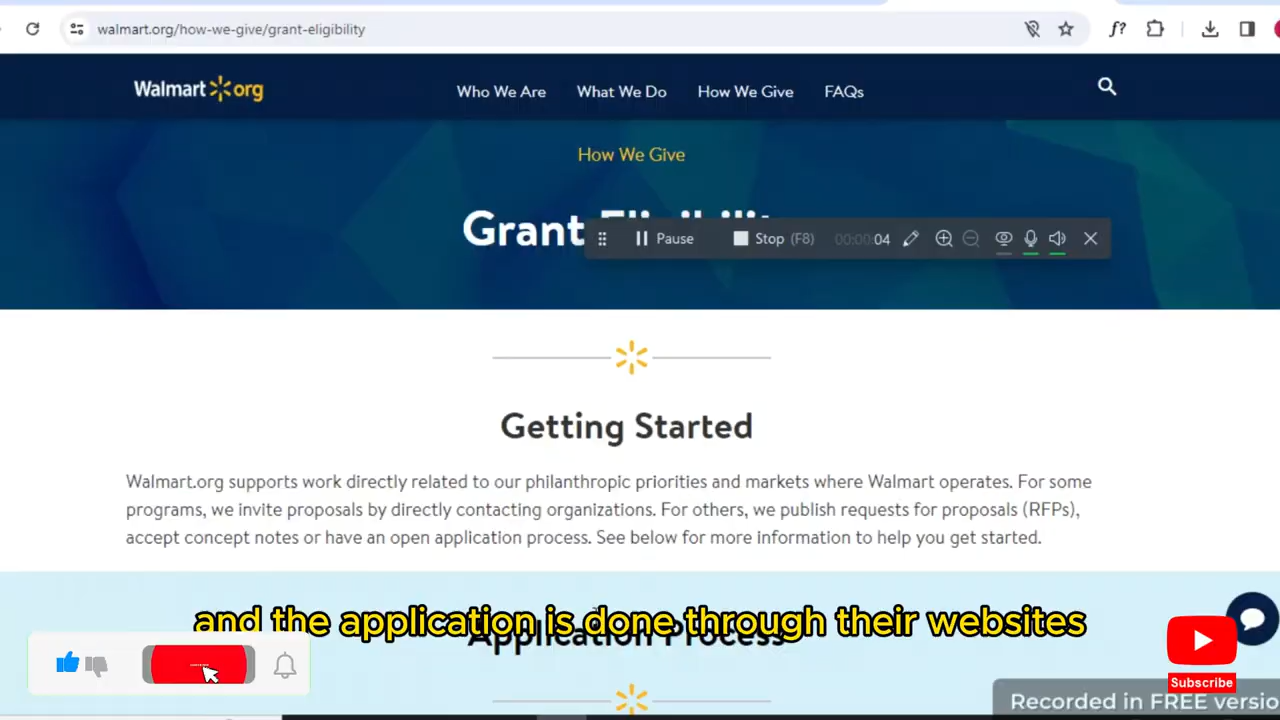 walmart.org/how-we-give/grant-eligibility
f?
Walmart org
Who We Are What We Do How We Give FAQs
How We Give
Grant
Pause Stop (F8) 00:00:04
Getting Started
Walmart.org supports work directly related to our philanthropic priorities and markets where Walmart operates. For some
programs, we invite proposals by directly contacting organizations. For others, we publish requests for proposals (RFPs),
accept concept notes or have an open application process. See below for more information to help you get started.
and the application is done through their websites
Application Process
Subscribe
Recorded in FREE versio